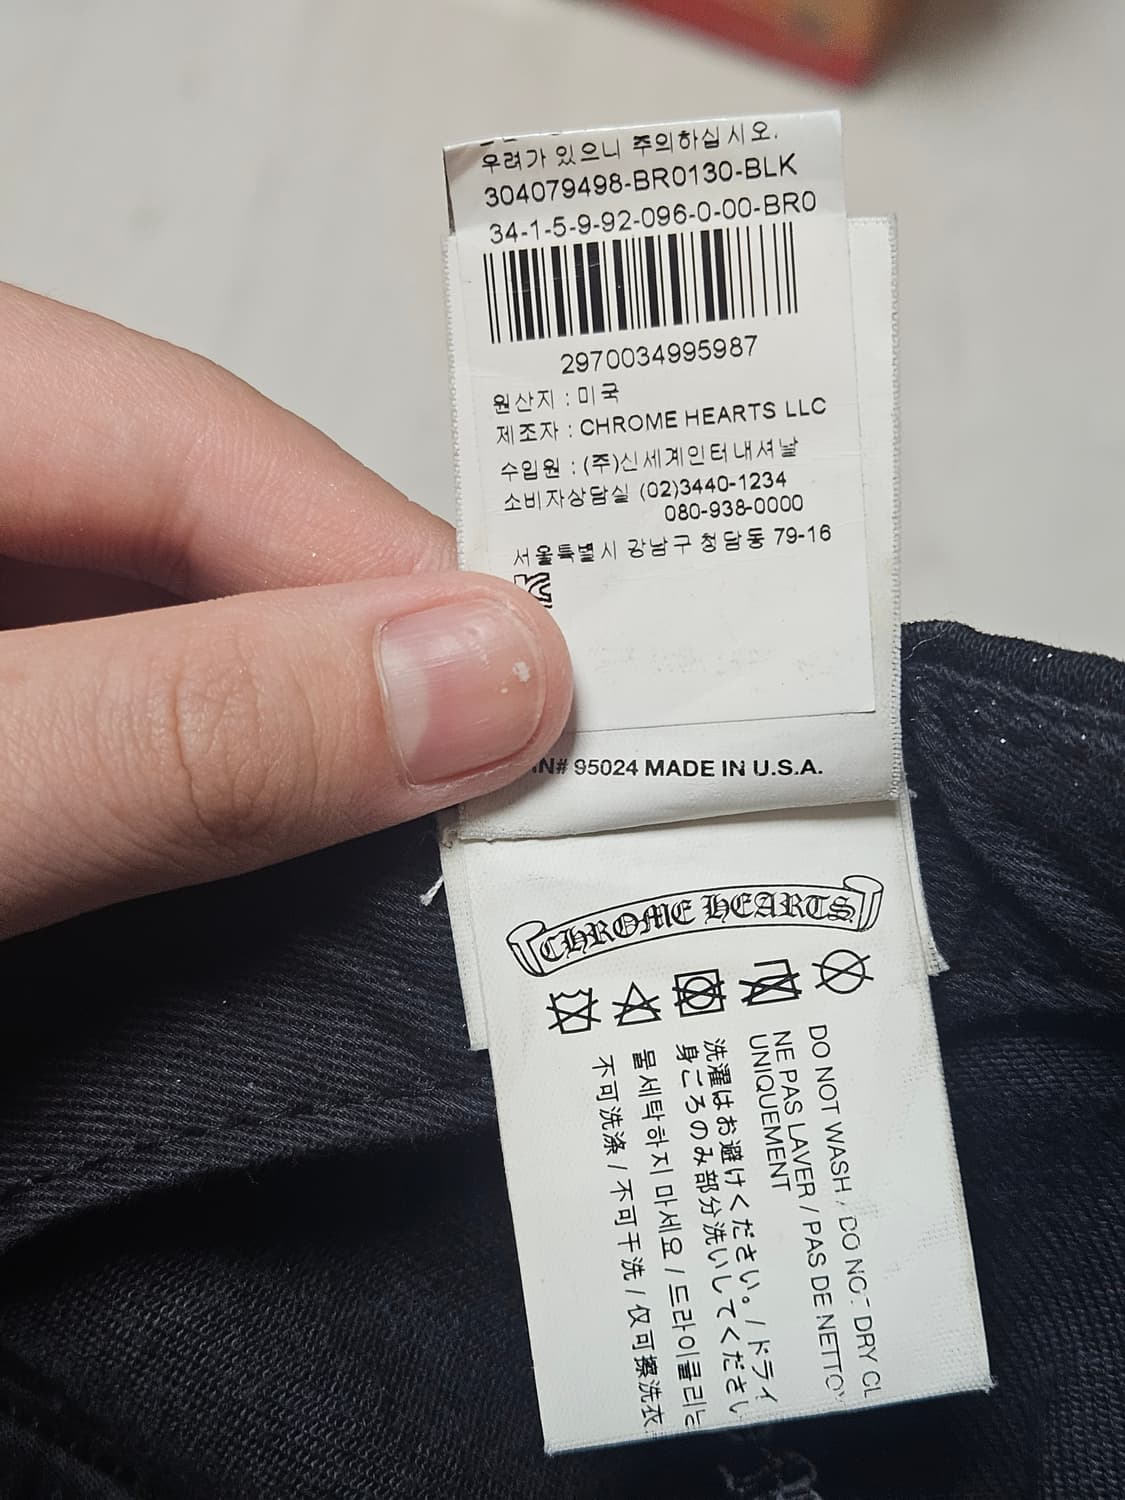 우려가 있으니 주의하십시오.
304079498-BR0130-BLK
34-1-5-9-92-096-0-00-BR0
2970034995987
원산지 : 미국
제조자 : CHROME HEARTS LLC
수입원 : (주)신세계인터내셔날
소비자상담실 (02)3440-1234
080-938-0000
서울특별시 강남구 청담동 79-16
95024 MADE IN U.S.A.
CHROME HEARTS
DO NOT WASH / DO NOT DRY
NE PAS LAVER / PAS DE
UNIQUEMENT
洗濯はお避けください。/ ドライ
身ごろのみ部分洗いしてください
물세탁하지 마세요 / 드라이클리닝
不可洗涤 / 不可干洗 / 仅可擦洗衣